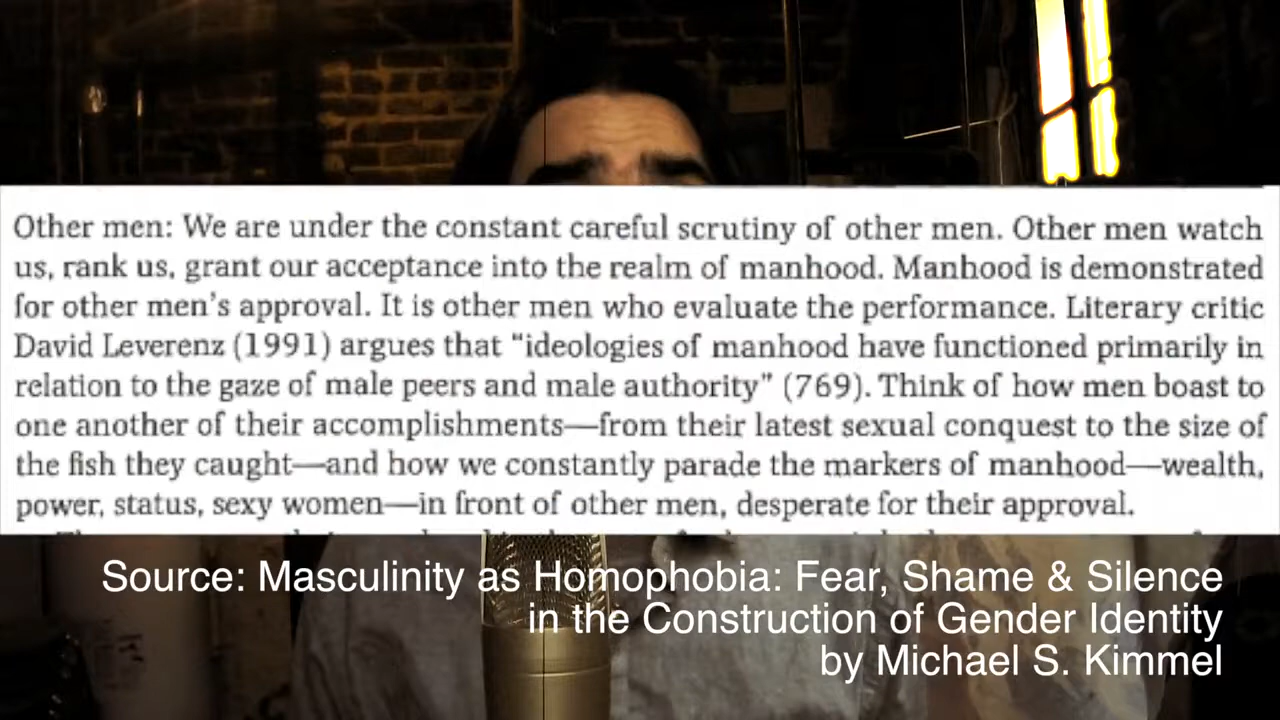 Other men: We are under the constant careful scrutiny of other men. Other men watch
us, rank us, grant our acceptance into the realm of manhood. Manhood is demonstrated
for other men’s approval. It is other men who evaluate the performance. Literary critic
David Leverenz (1991) argues that “ideologies of manhood have functioned primarily in
relation to the gaze of male peers and male authority” (769). Think of how men boast to
one another of their accomplishments—from their latest sexual conquest to the size of
the fish they caught—and how we constantly parade the markers of manhood—wealth,
power, status, sexy women—in front of other men, desperate for their approval.
Source: Masculinity as Homophobia: Fear, Shame & Silence
in the Construction of Gender Identity
by Michael S. Kimmel